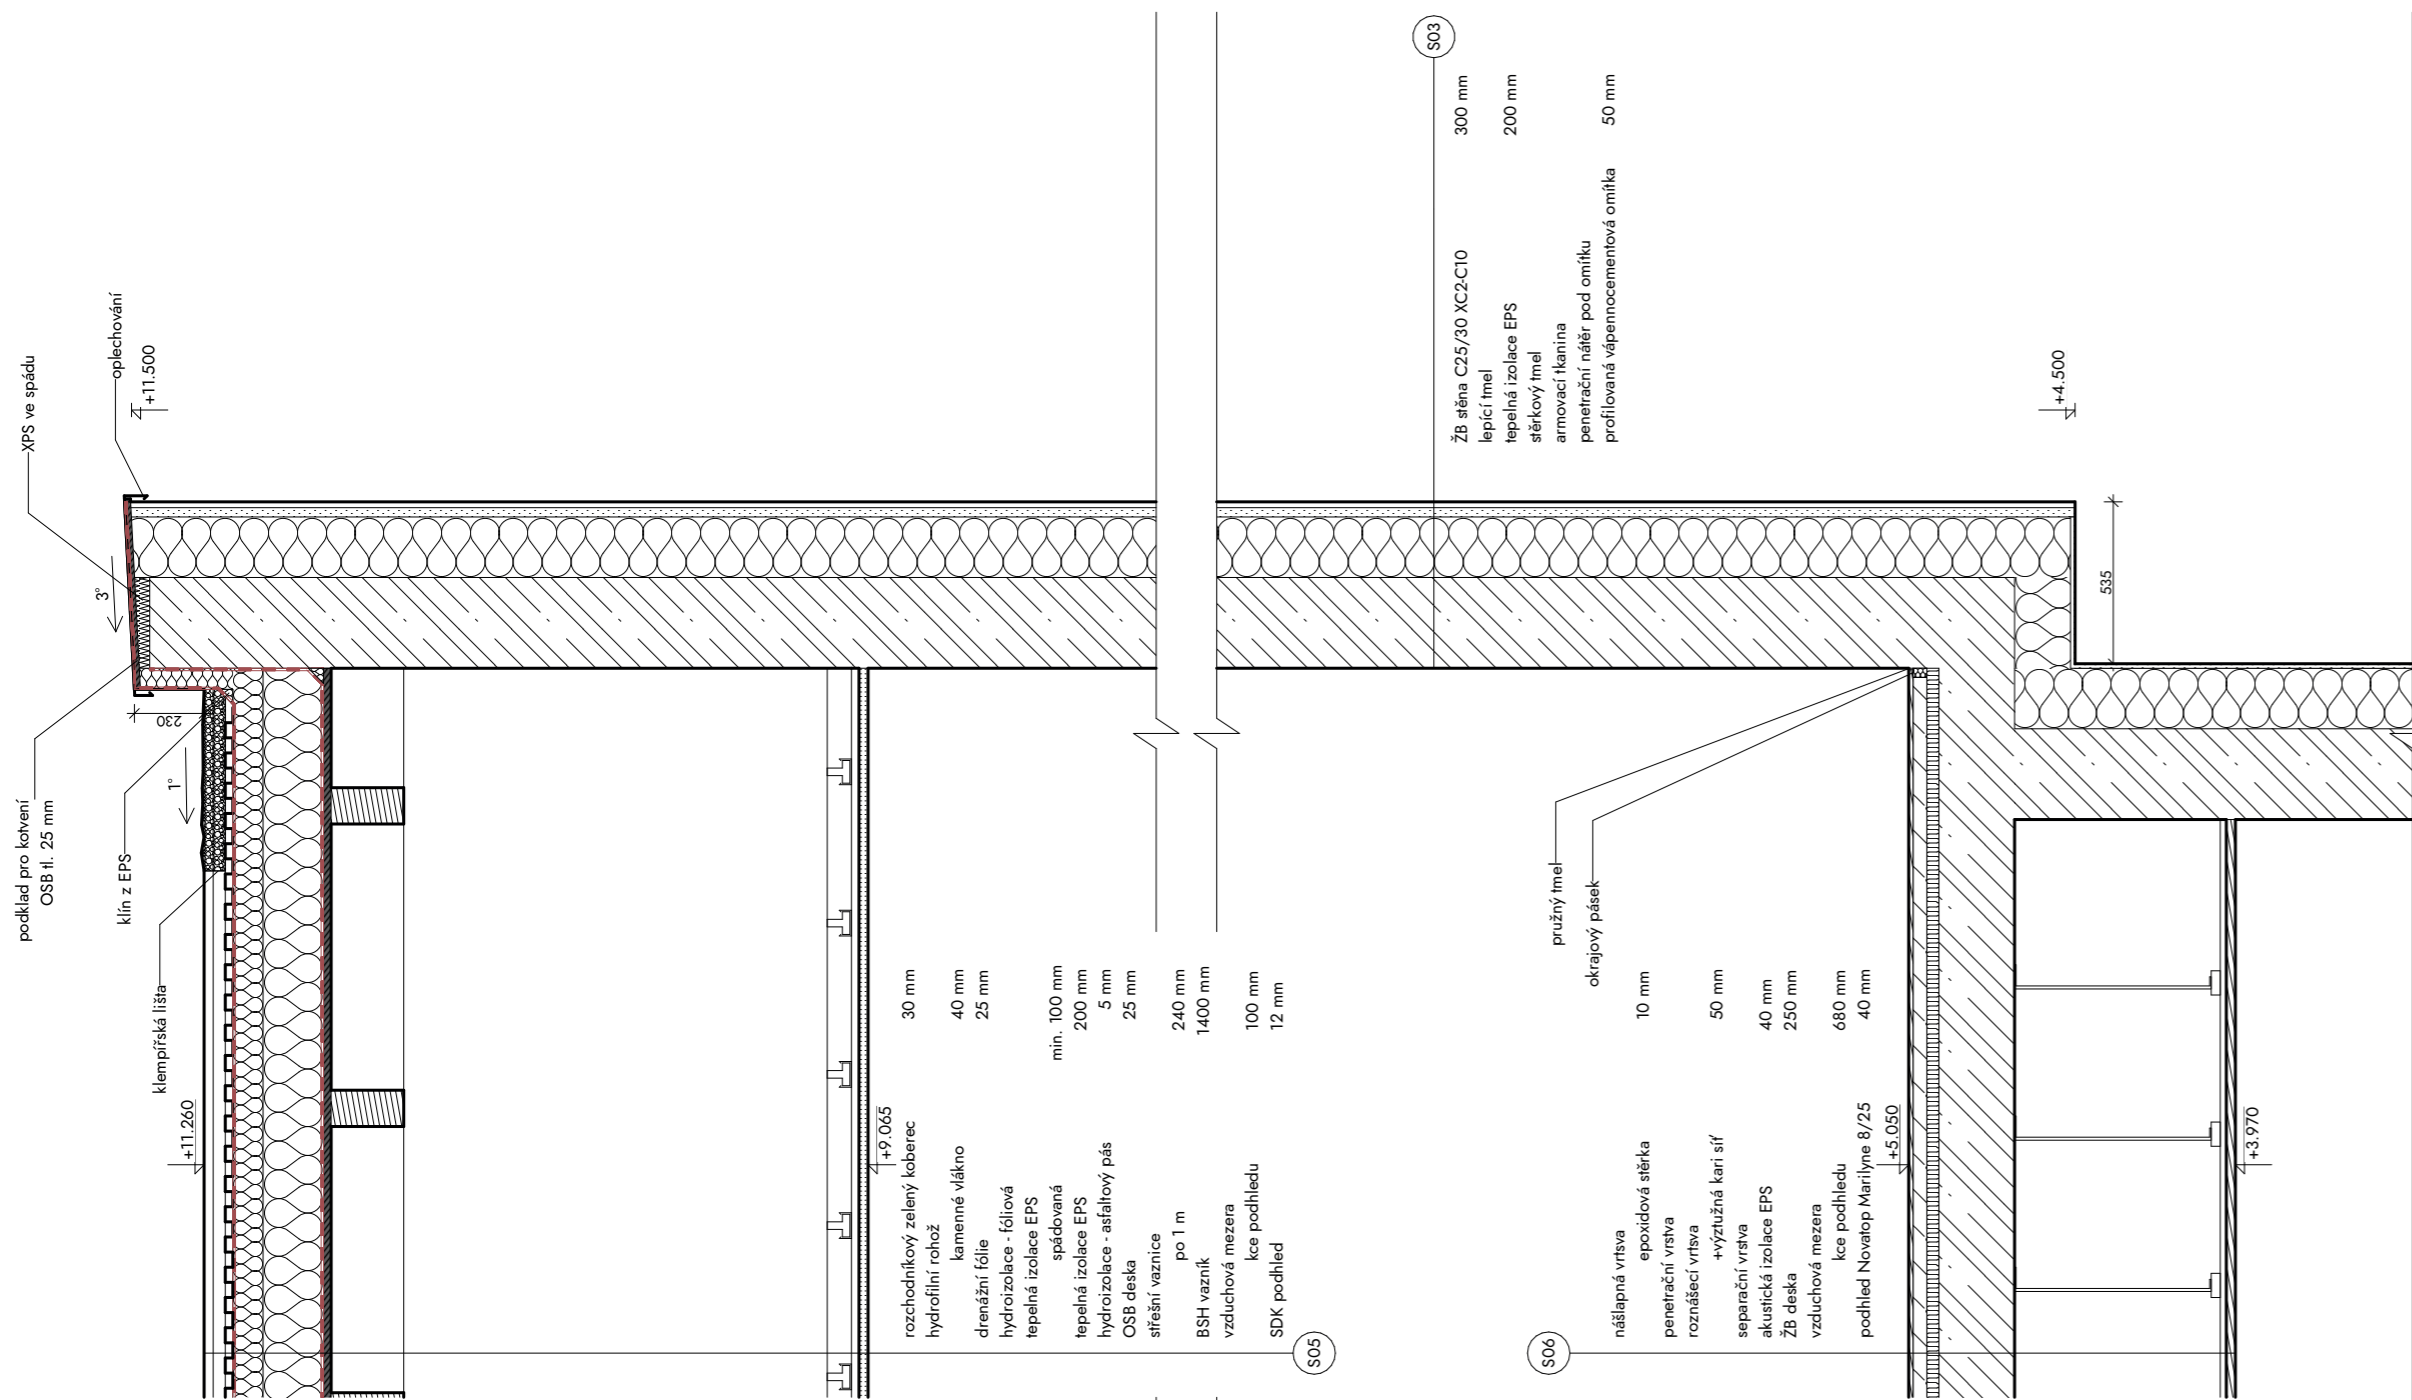 podklad pro kotvení
OSB tl. 25 mm
XPS ve spádu
oplechování
+11.500
3°
230
1°
klín z EPS
klempířská lišta
+11.260
+9.065
rozchodníkový zelený koberec 30 mm
hydrofilní rohož
kamenné vlákno 40 mm
drenážní fólie 25 mm
hydroizolace - fóliová
tepelná izolace EPS
spádovaná min. 100 mm
tepelná izolace EPS 200 mm
hydroizolace - asfaltový pás 5 mm
OSB deska 25 mm
střešní vaznice
po 1 m 240 mm
BSH vazník 1400 mm
vzduchová mezera
kce podhledu 100 mm
SDK podhled 12 mm
S05
S03
ŽB stěna C25/30 XC2-C10 300 mm
lepící tmel
tepelná izolace EPS 200 mm
stěrkový tmel
armovací tkanina
penetrační nátěr pod omítku
profilovaná vápennocementová omítka 50 mm
+4.500
535
pružný tmel
okrajový pásek
S06
nášlapná vrtsva
epoxidová stěrka 10 mm
penetrační vrstva
roznášecí vrtsva
+výztužná kari síť 50 mm
separační vrstva
akustická izolace EPS 40 mm
ŽB deska 250 mm
vzduchová mezera
kce podhledu 680 mm
podhled Novatop Marilyne 8/25 40 mm
+5.050
+3.970